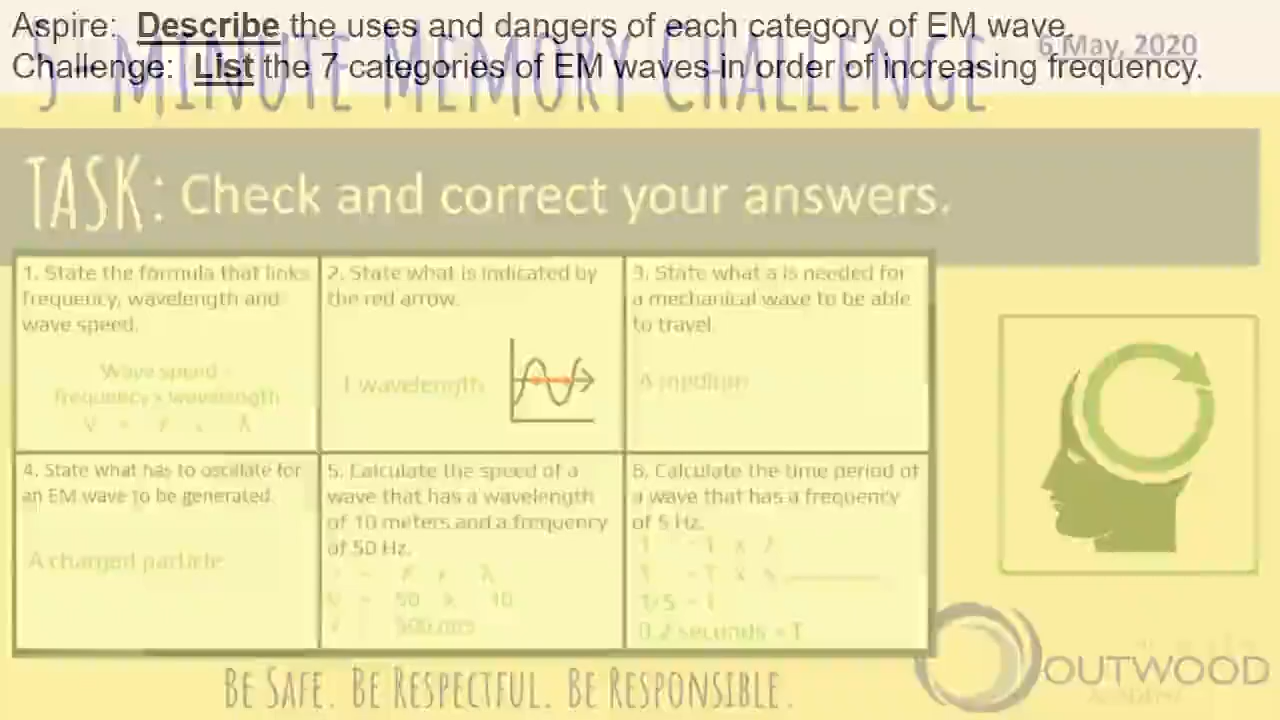 Aspire: Describe the uses and dangers of each category of EM wave.
6 May, 2020
Challenge: List the 7 categories of EM waves in order of increasing frequency.
5 MINUTE MEMORY CHALLENGE
TASK: Check and correct your answers.
1. State the formula that links
frequency, wavelength and
wave speed.
Wave speed =
frequency x wavelength
2. State what is indicated by
the red arrow.
1 wavelength
3. State what a is needed for
a mechanical wave to be able
to travel.
A medium
4. State what has to oscillate for
an EM wave to be generated.
A charged particle
5. Calculate the speed of a
wave that has a wavelength
of 10 meters and a frequency
of 50 Hz.
= 50 x 10
6. Calculate the time period of
a wave that has a frequency
of 5 Hz.
1/5 = T
0.2 seconds = T
BE SAFE. BE RESPECTFUL. BE RESPONSIBLE.
OUTWOOD